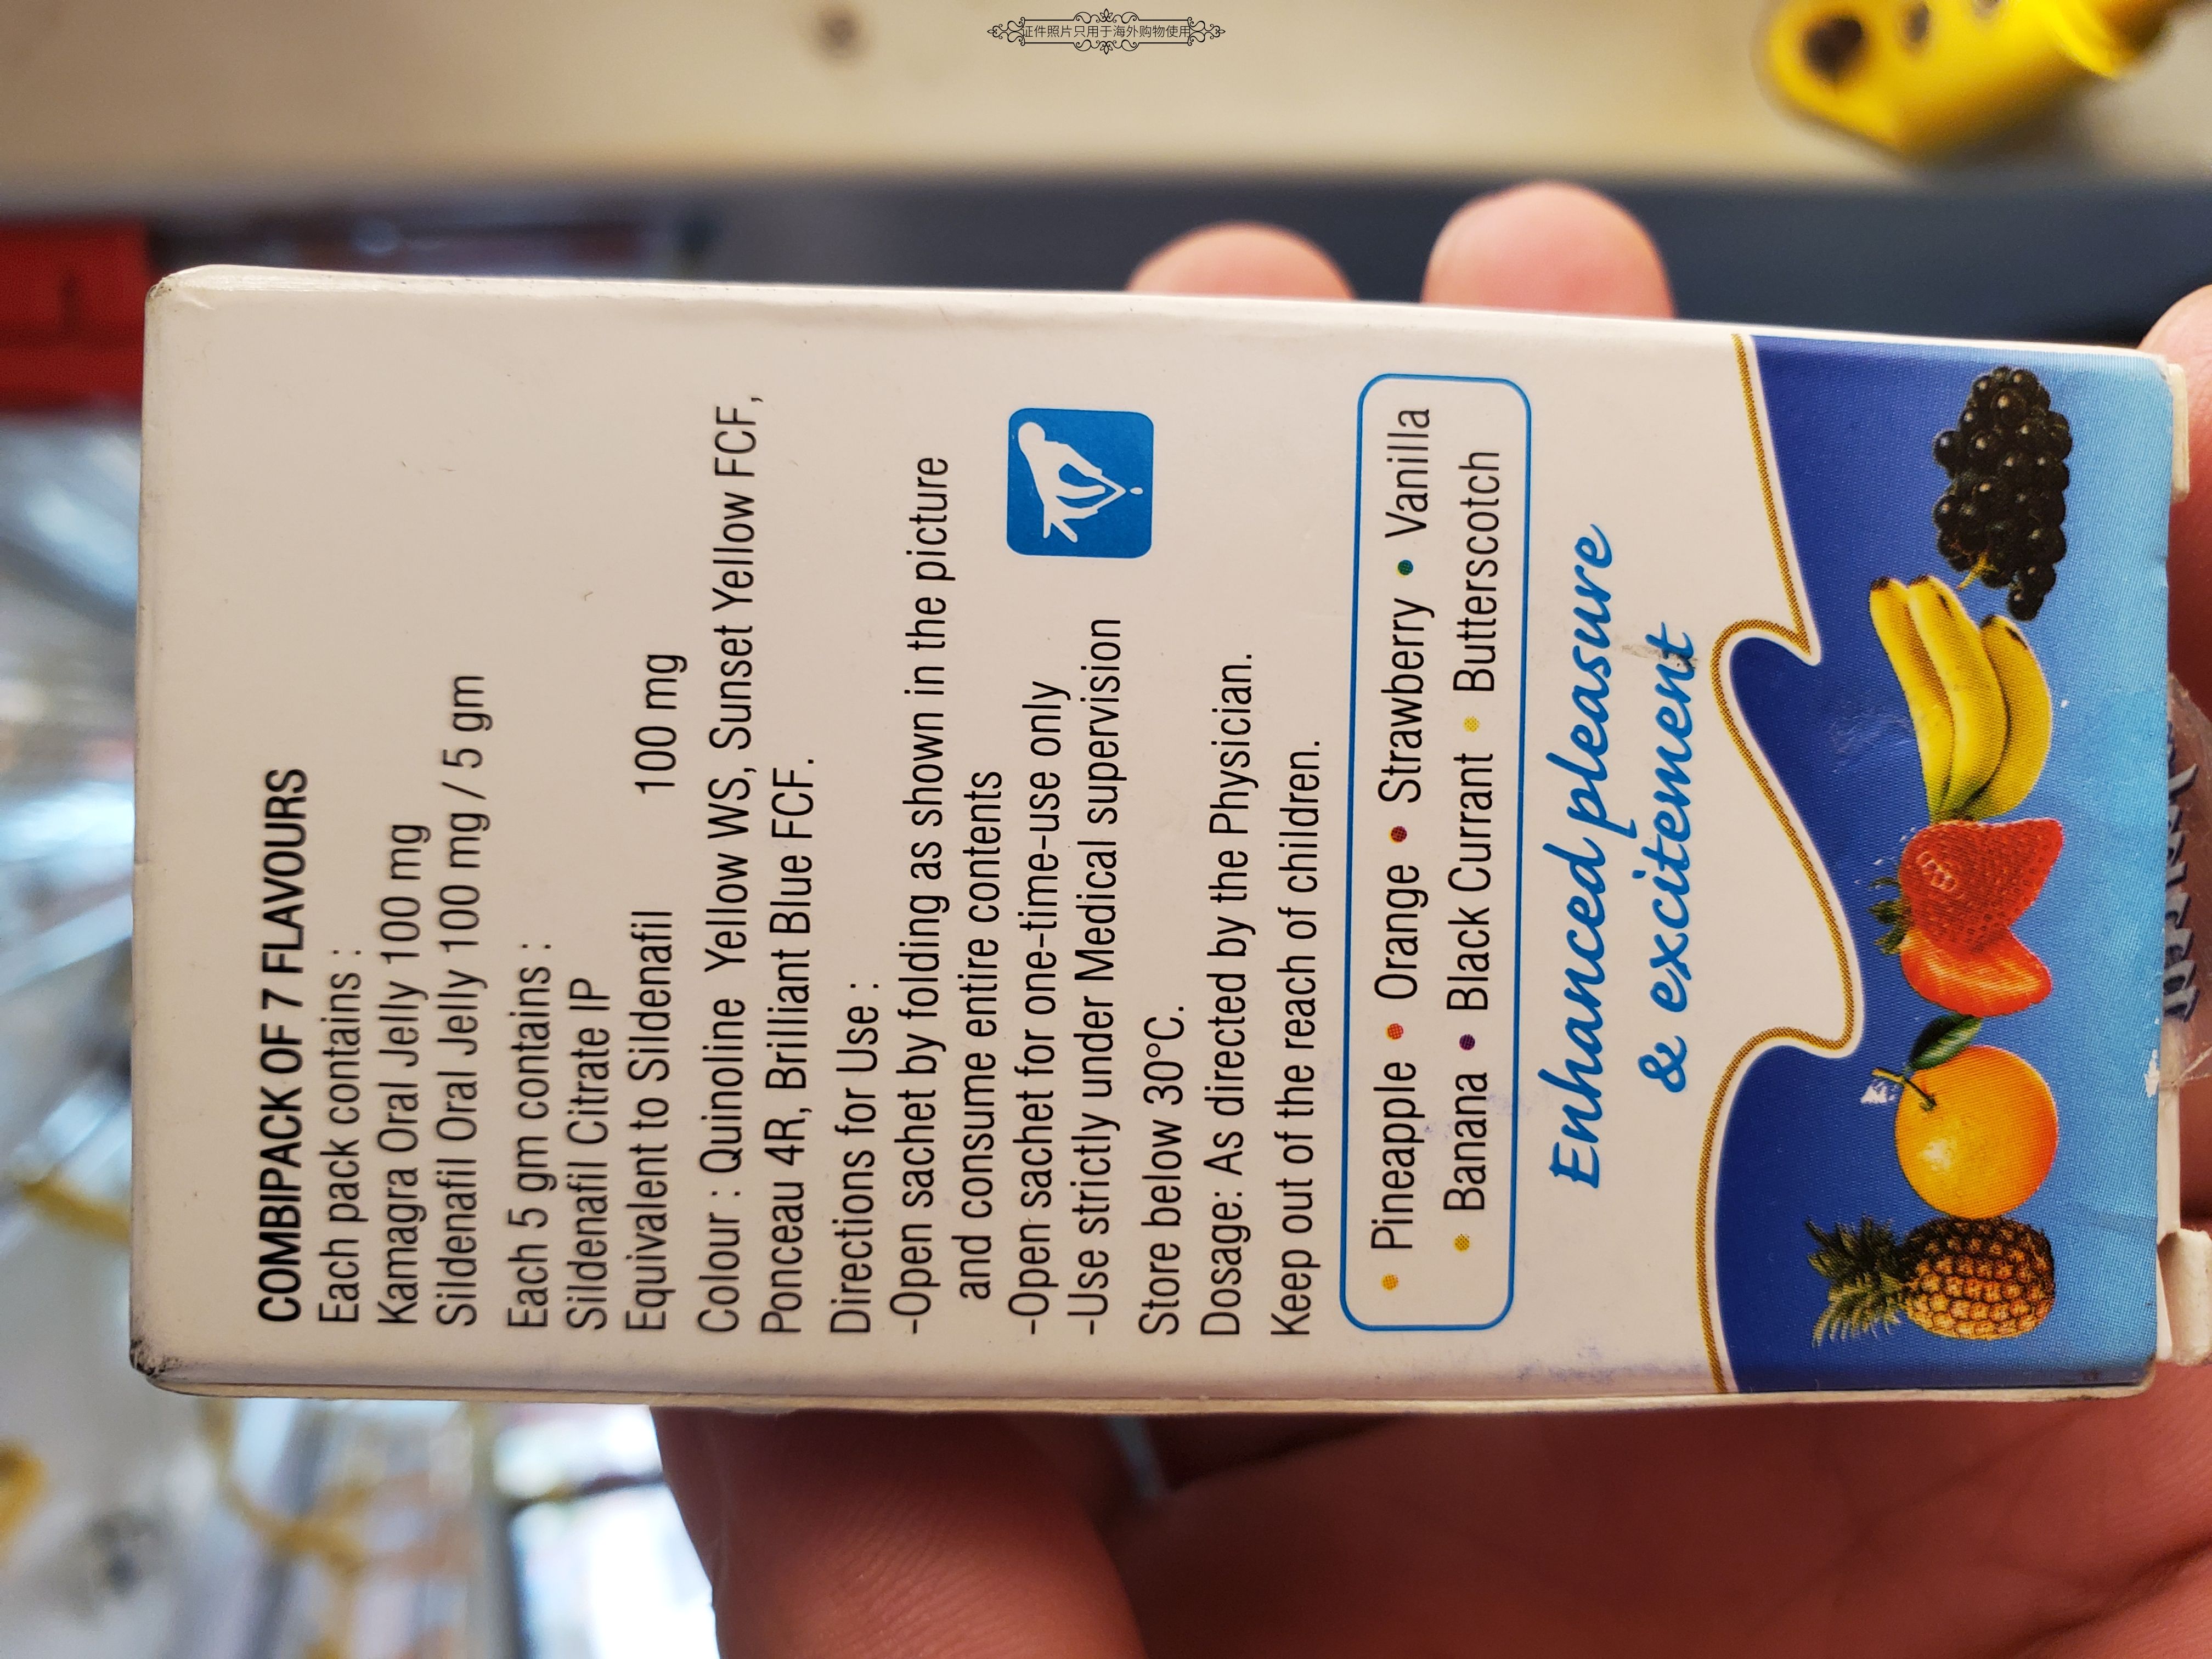 证件照片只用于海外购物使用
COMBIPACK OF 7 FLAVOURS
Each pack contains :
Kamagra Oral Jelly 100 mg
Sildenafil Oral Jelly 100 mg / 5 gm
Each 5 gm contains :
Sildenafil Citrate IP
Equivalent to Sildenafil 100 mg
Colour : Quinoline Yellow WS, Sunset Yellow FCF,
Ponceau 4R, Brilliant Blue FCF.
Directions for Use :
-Open sachet by folding as shown in the picture
and consume entire contents
-Open sachet for one-time-use only
-Use strictly under Medical supervision
Store below 30°C.
Dosage: As directed by the Physician.
Keep out of the reach of children.
• Pineapple • Orange • Strawberry • Vanilla
• Banana • Black Currant • Butterscotch
Enhanced pleasure
& excitement